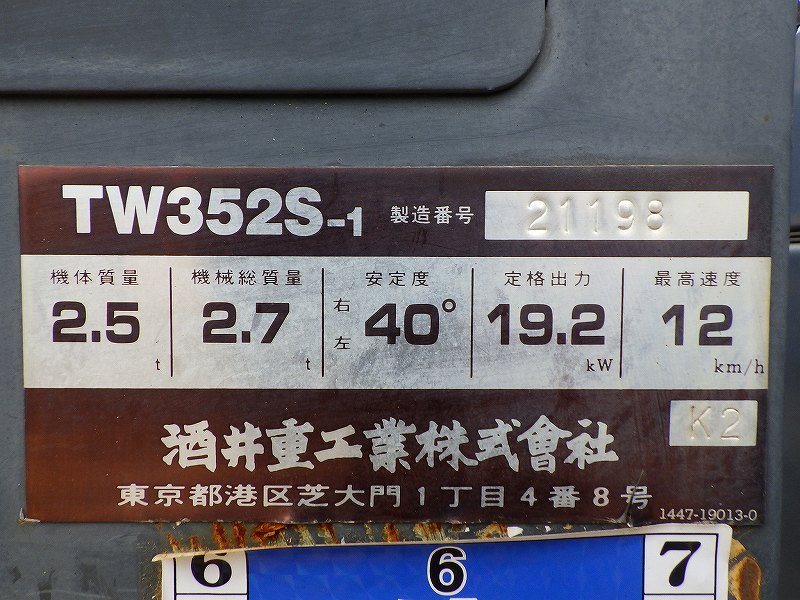 TW352S-1 製造番号 21198
機体質量 機械総質量 安定度 定格出力 最高速度
2.5 t 2.7 t 右 左 40° 19.2 kW 12 km/h
K2
酒井重工業株式會社
東京都港区芝大門1丁目4番8号
1447-19013-0
6 6 7